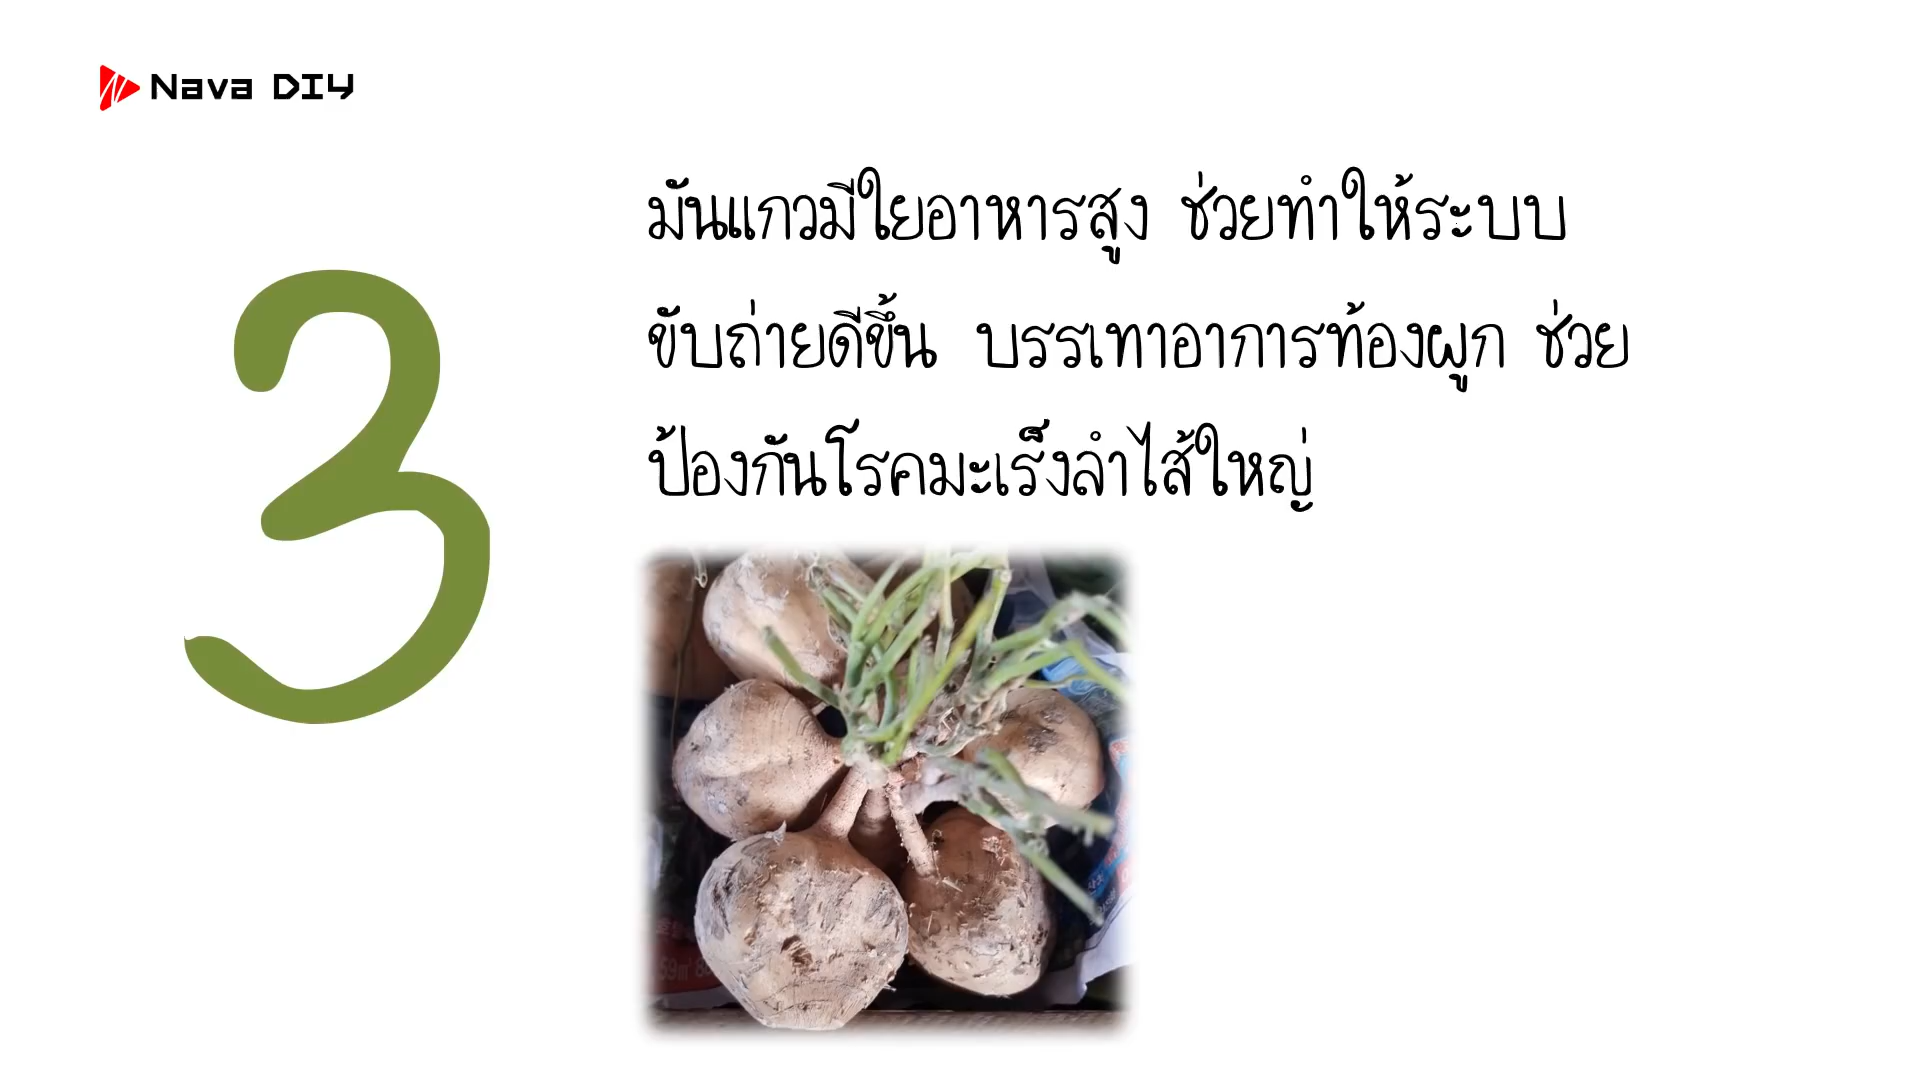 Nava DIY
3
มันแกวมีใยอาหารสูง ช่วยทำให้ระบบ
ขับถ่ายดีขึ้น บรรเทาอาการท้องผูก ช่วย
ป้องกันโรคมะเร็งลำไส้ใหญ่